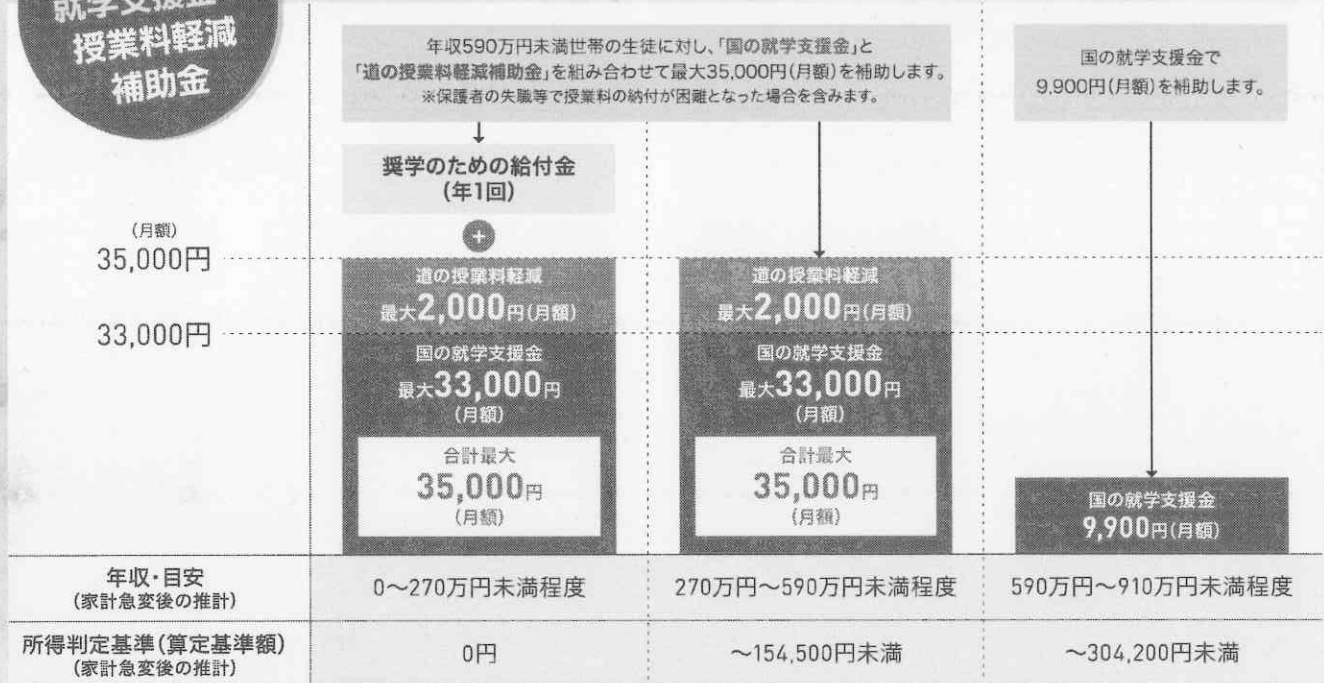 就学支援金
授業料軽減
補助金
年収590万円未満世帯の生徒に対し、「国の就学支援金」と
「道の授業料軽減補助金」を組み合わせて最大35,000円(月額)を補助します。
※保護者の失職等で授業料の納付が困難となった場合を含みます。
国の就学支援金で
9,900円(月額)を補助します。
奨学のための給付金
(年1回)
+
(月額)
35,000円
33,000円
道の授業料軽減
最大2,000円(月額)
国の就学支援金
最大33,000円
(月額)
合計最大
35,000円
(月額)
道の授業料軽減
最大2,000円(月額)
国の就学支援金
最大33,000円
(月額)
合計最大
35,000円
(月額)
国の就学支援金
9,900円(月額)
年収・目安
(家計急変後の推計)
0〜270万円未満程度
270万円〜590万円未満程度
590万円〜910万円未満程度
所得判定基準(算定基準額)
(家計急変後の推計)
0円
〜154,500円未満
〜304,200円未満